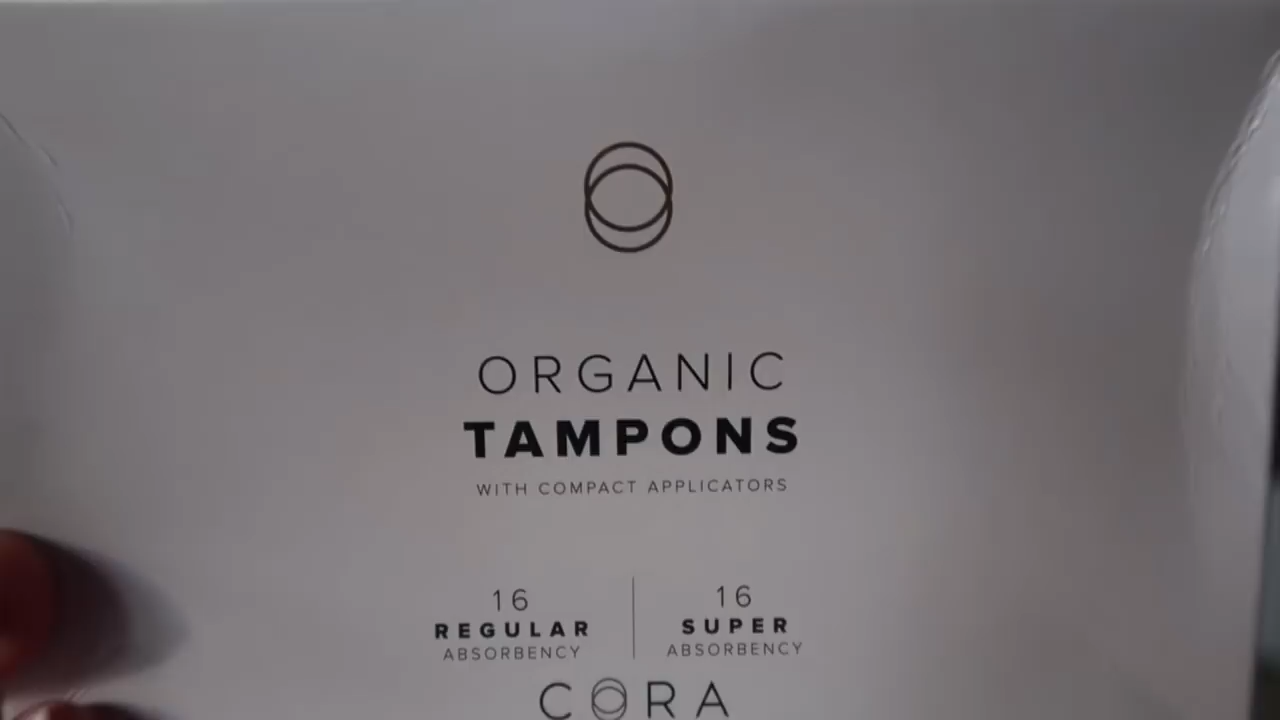 ORGANIC
TAMPONS
WITH COMPACT APPLICATORS
16
REGULAR
ABSORBENCY
16
SUPER
ABSORBENCY
CORA